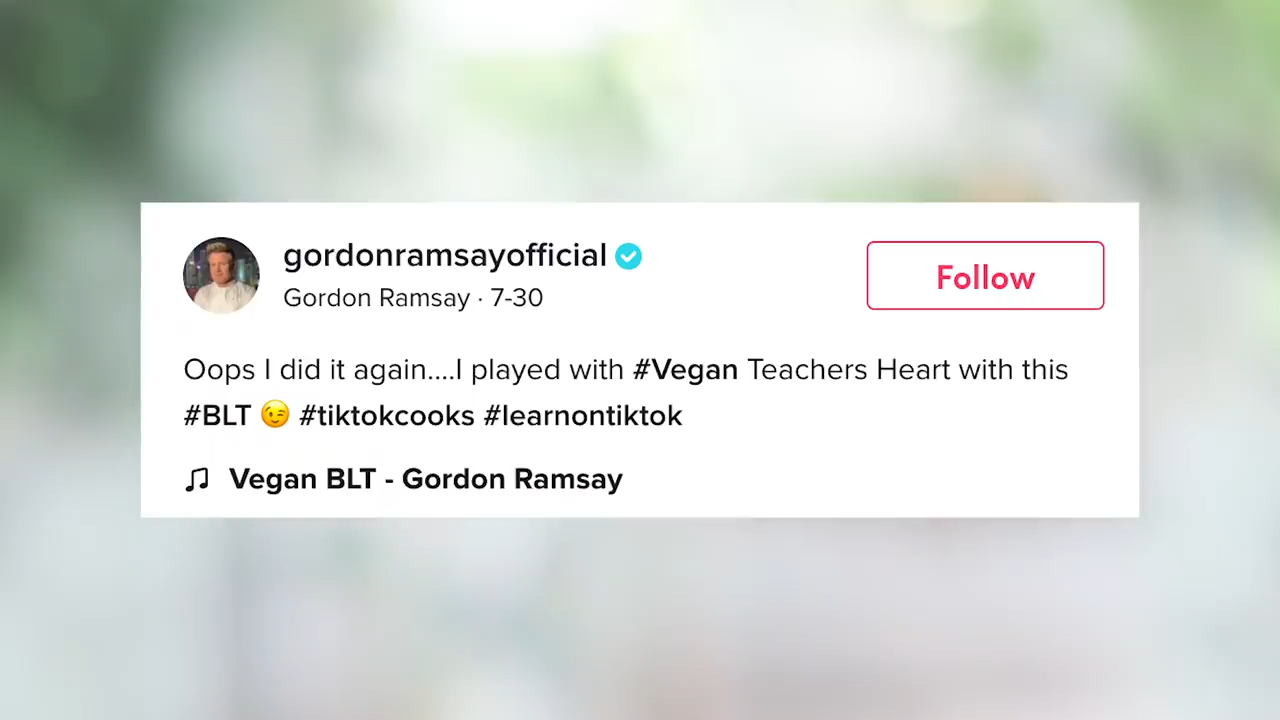 gordonramsayofficial
Follow
Gordon Ramsay · 7-30
Oops I did it again....I played with #Vegan Teachers Heart with this
#BLT 😉 #tiktokcooks #learnontiktok
Vegan BLT - Gordon Ramsay